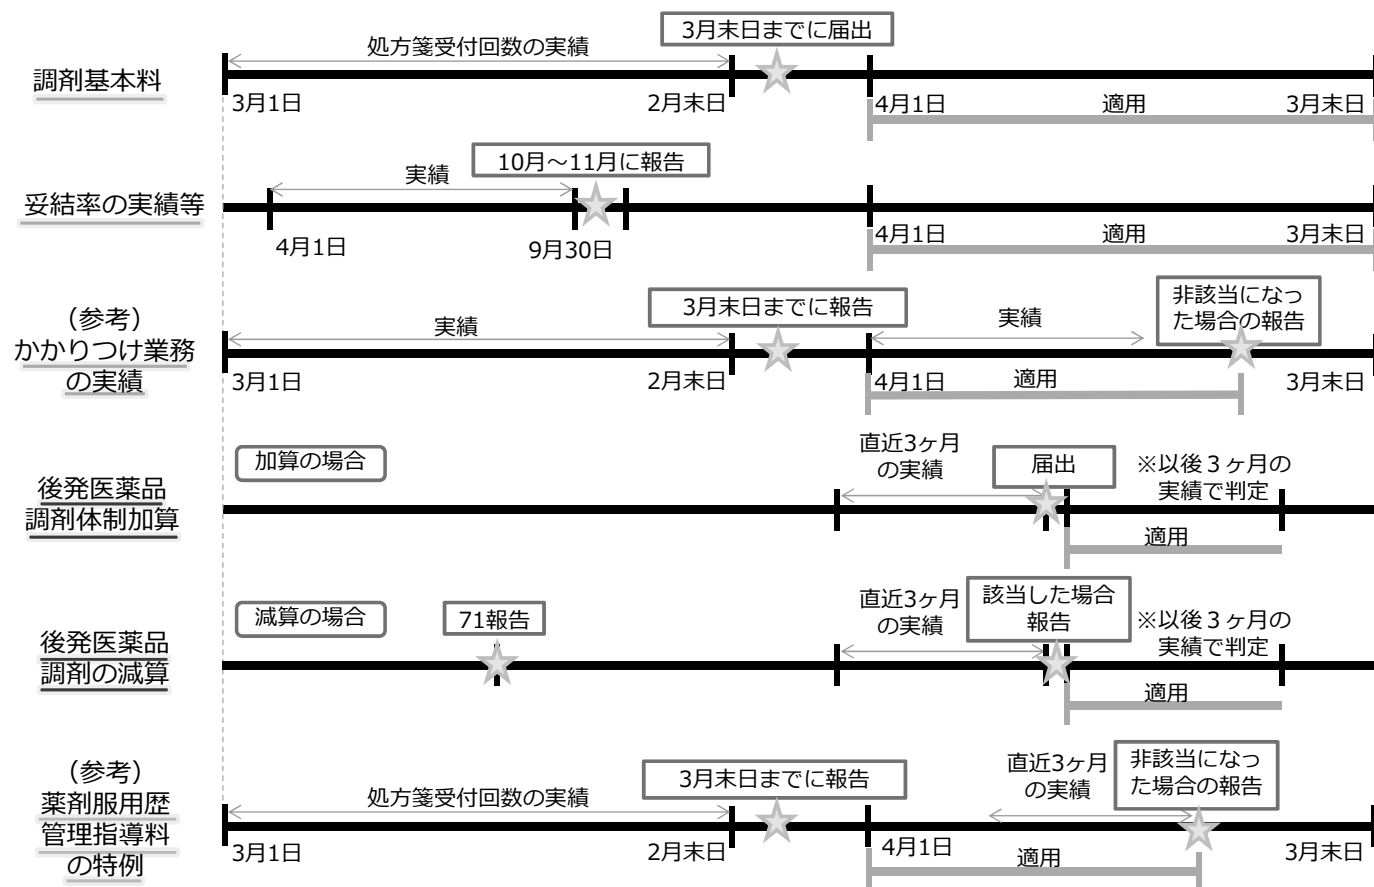 3月末日までに届出
処方箋受付回数の実績
調剤基本料
3月1日
2月末日
4月1日
適用
3月末日
10月～11月に報告
実績
妥結率の実績等
4月1日
9月30日
4月1日
適用
3月末日
（参考）
かかりつけ業務
の実績
3月末日までに報告
実績
実績
非該当になっ
た場合の報告
3月1日
2月末日
4月1日
適用
3月末日
加算の場合
後発医薬品
調剤体制加算
直近3ヶ月
の実績
届出
※以後３ヶ月の
実績で判定
適用
減算の場合
71報告
後発医薬品
調剤の減算
直近3ヶ月
の実績
該当した場合
報告
※以後３ヶ月の
実績で判定
適用
（参考）
薬剤服用歴
管理指導料
の特例
3月末日までに報告
処方箋受付回数の実績
直近3ヶ月
の実績
非該当になっ
た場合の報告
3月1日
2月末日
4月1日
適用
3月末日